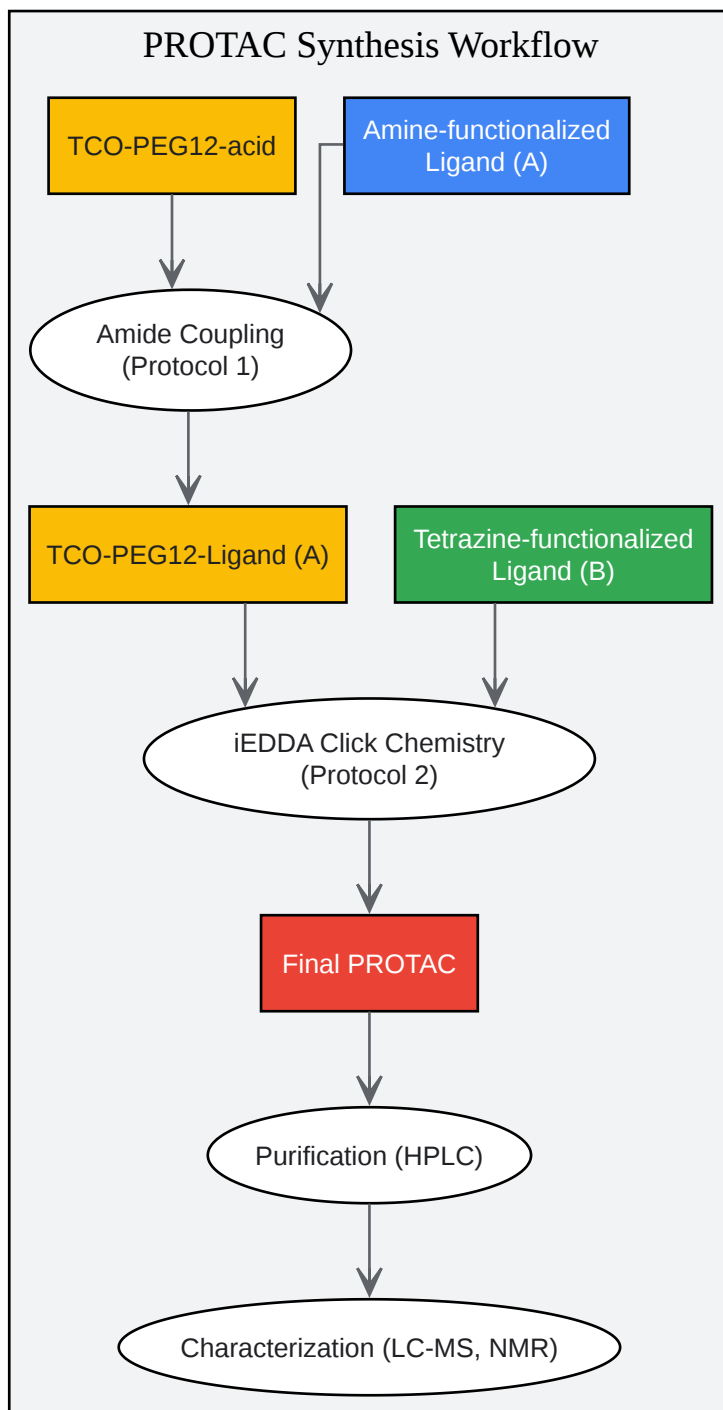 PROTAC Synthesis Workflow
TCO-PEG12-acid
Amine-functionalized
Ligand (A)
Amide Coupling
(Protocol 1)
TCO-PEG12-Ligand (A)
Tetrazine-functionalized
Ligand (B)
iEDDA Click Chemistry
(Protocol 2)
Final PROTAC
Purification (HPLC)
Characterization (LC-MS, NMR)